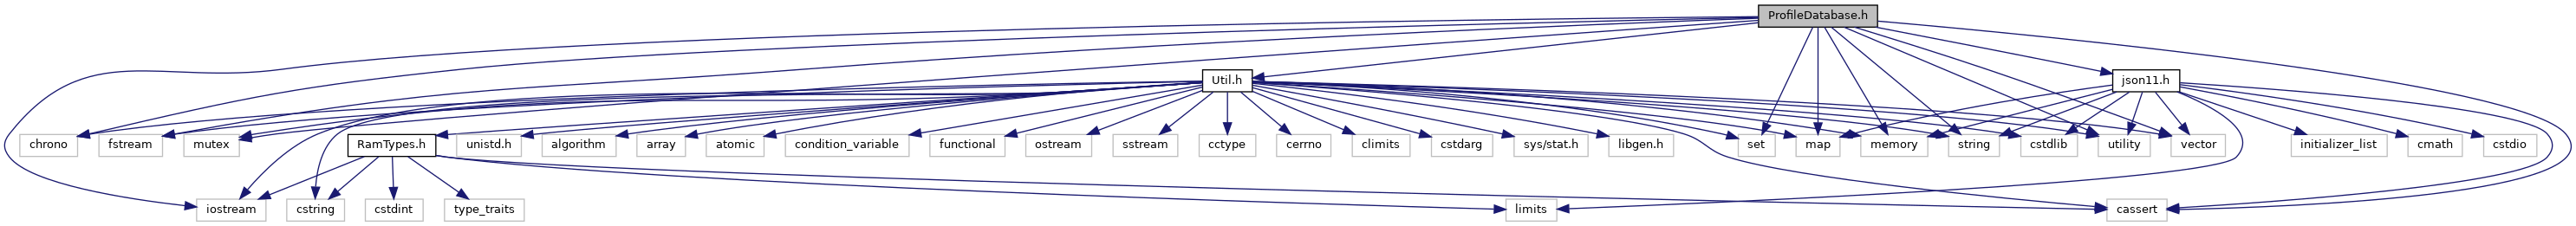 ProfileDatabase.h
Util.h
json11.h
chrono
fstream
mutex
RamTypes.h
unistd.h
algorithm
array
atomic
condition_variable
functional
ostream
sstream
cctype
cerrno
climits
cstdarg
sys/stat.h
libgen.h
set
map
memory
string
cstdlib
utility
vector
initializer_list
cmath
cstdio
iostream
cstring
cstdint
type_traits
limits
cassert